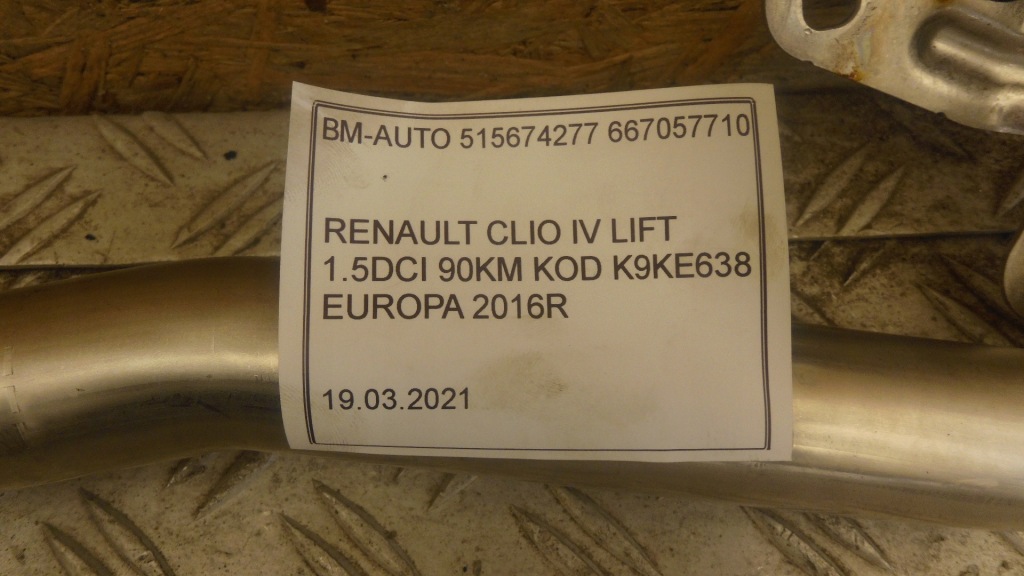 BM-AUTO 515674277 667057710
RENAULT CLIO IV LIFT
1.5DCI 90KM KOD K9KE638
EUROPA 2016R
19.03.2021